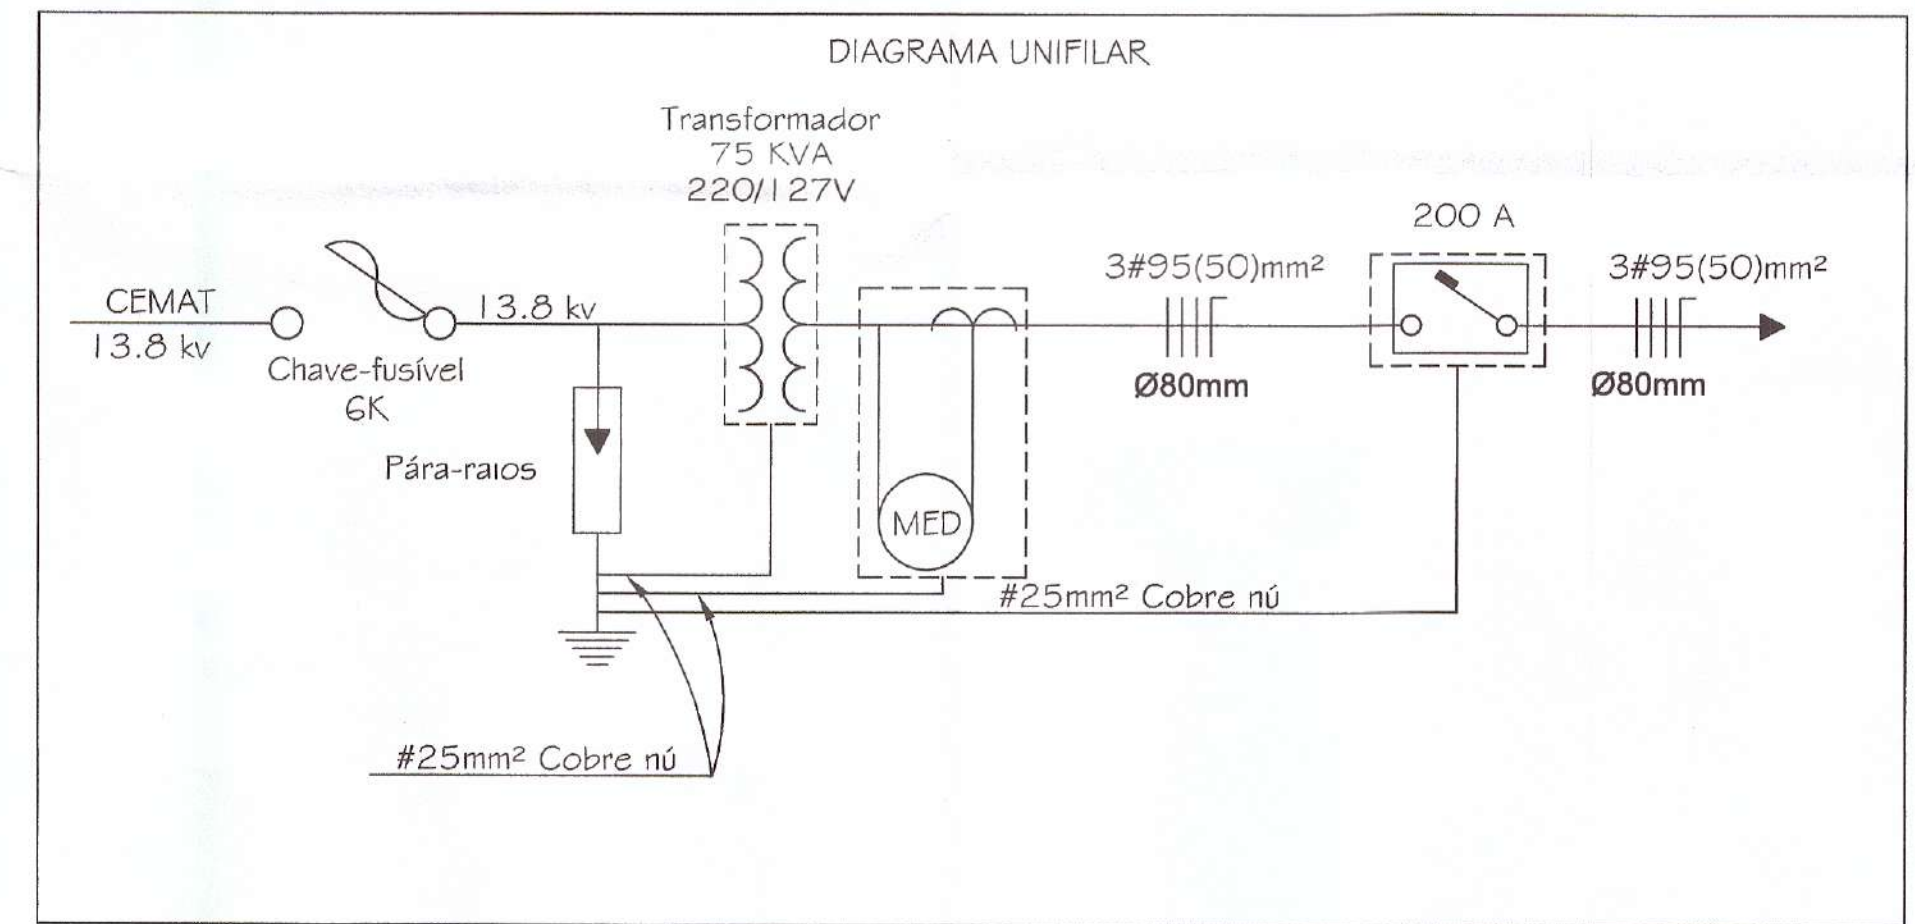 DIAGRAMA UNIFILAR
Transformador
75 KVA
220/127V
200 A
3#95(50)mm²
3#95(50)mm²
CEMAT
13.8 kv
13.8 kv
Chave-fusível
6K
Ø80mm
Ø80mm
Pára-raios
MED
#25mm² Cobre nú
#25mm² Cobre nú